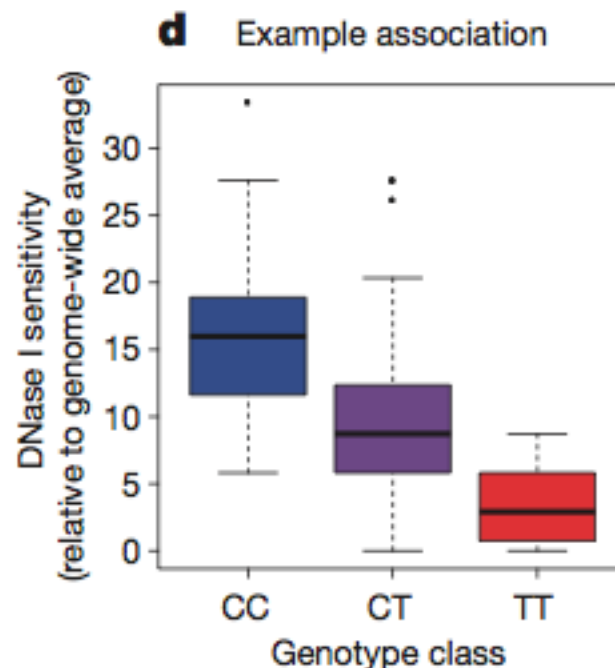 d Example association
DNase I sensitivity
(relative to genome-wide average)
30
25
20
15
10
5
0
CC CT TT
Genotype class